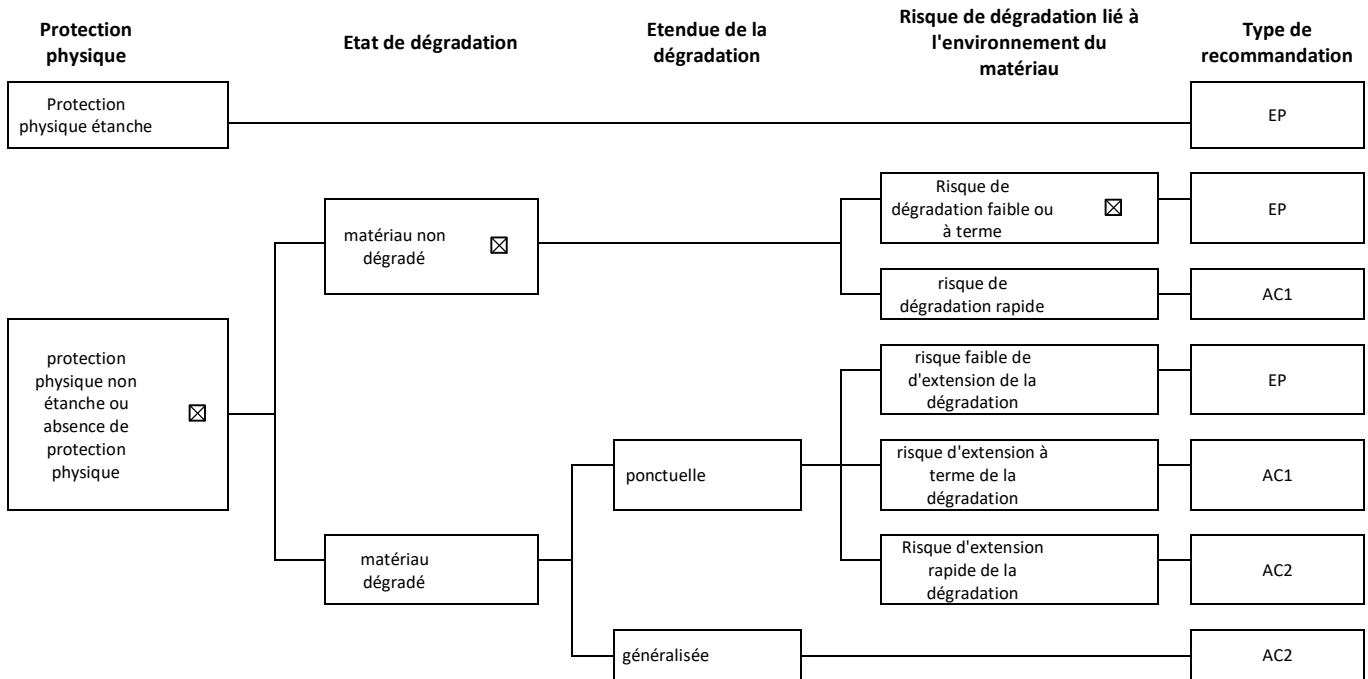 Protection
physique
Etat de dégradation
Etendue de la
dégradation
Risque de dégradation lié à
l'environnement du
matériau
Type de
recommandation
Protection
physique étanche
EP
Risque de
dégradation faible ou
à terme
☒
EP
matériau non
dégradé
☒
risque de
dégradation rapide
AC1
protection
physique non
étanche ou
absence de
protection
physique
☒
risque faible de
d'extension de la
dégradation
EP
ponctuelle
risque d'extension à
terme de la
dégradation
AC1
matériau
dégradé
Risque d'extension
rapide de la
dégradation
AC2
généralisée
AC2